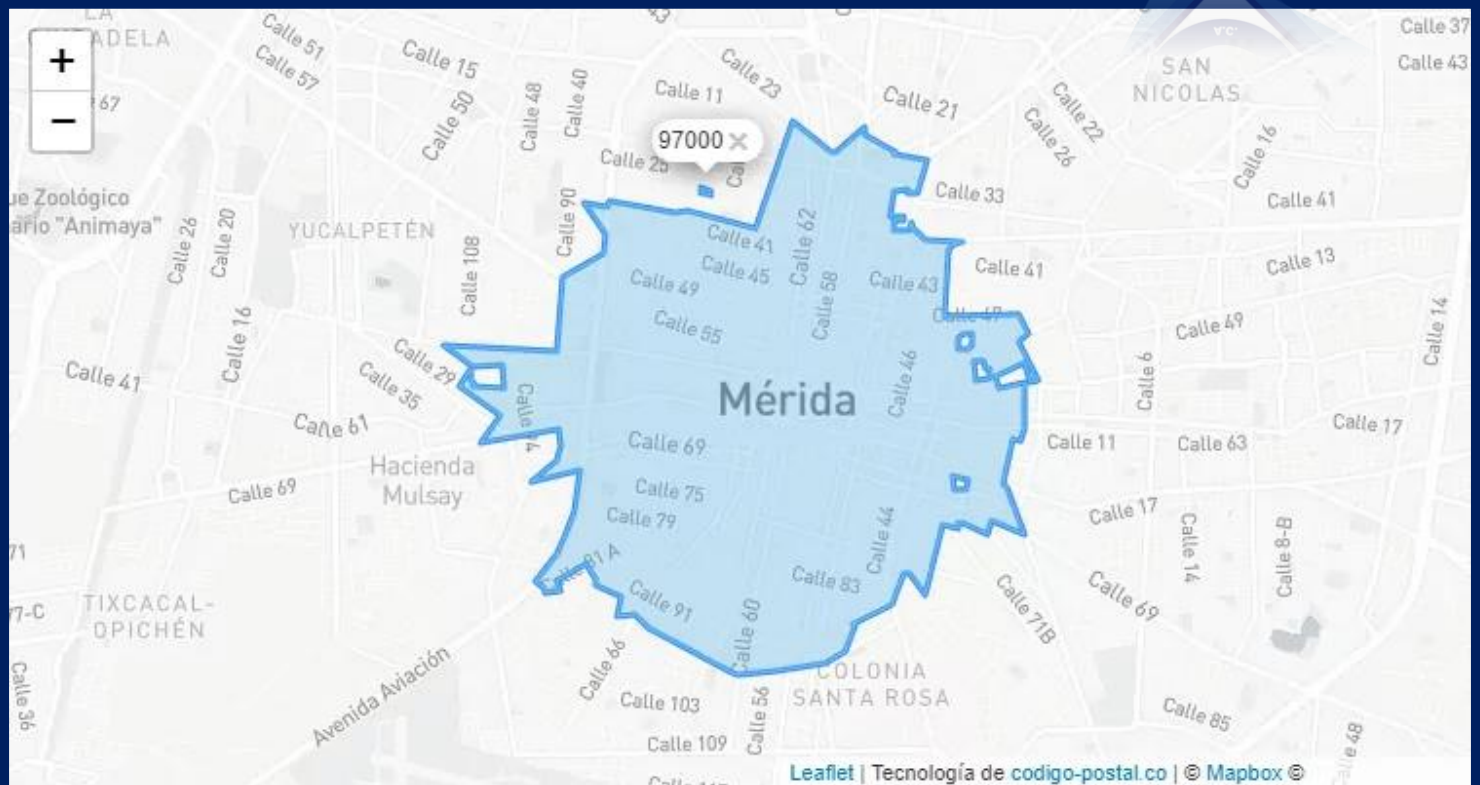 Calle 51
Calle 57
Calle 15
Calle 50
Calle 48
Calle 40
Calle 11
Calle 23
Calle 21
Calle 37
Calle 43
SAN
NICOLAS
Calle 22
Calle 26
Calle 16
+
−
67
97000 ×
Calle 25
Calle 33
Calle 41
ue Zoológico
ario "Animaya"
Calle 26
Calle 20
YUCALPETÉN
Calle 108
Calle 90
Calle 41
Calle 45
Calle 49
Calle 62
Calle 58
Calle 43
Calle 41
Calle 13
Calle 55
Calle 47
Calle 49
Calle 14
Calle 16
Calle 29
Calle 35
Calle 41
Calle 61
Mérida
Calle 46
Calle 6
Calle 11
Calle 63
Calle 17
Hacienda
Mulsay
Calle 69
Calle 69
Calle 75
Calle 79
Calle 44
Calle 17
Calle 14
Calle 8-B
71
7-C
TIXCACAL-
OPICHÉN
Calle 91
Calle 83
Calle 60
Calle 71B
Calle 69
Calle 36
Avenida Aviación
Calle 66
Calle 103
Calle 56
COLONIA
SANTA ROSA
Calle 109
Calle 85
Calle 48
Leaflet | Tecnología de codigo-postal.co | © Mapbox ©